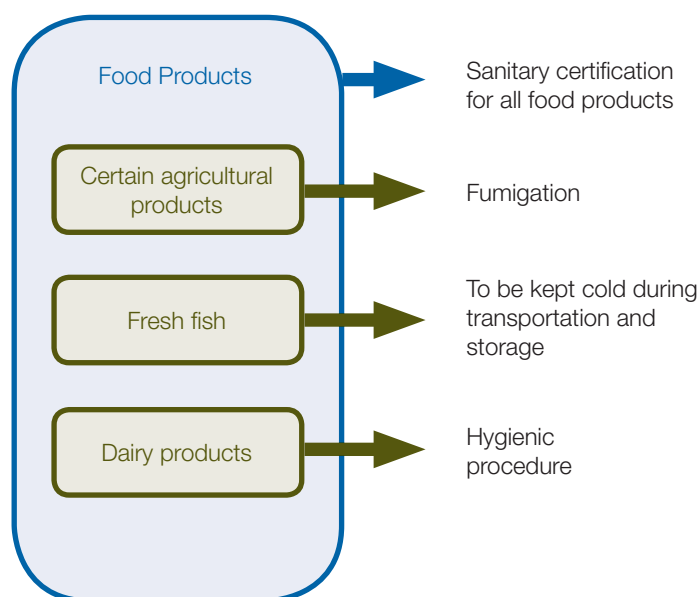 Food Products
Sanitary certification
for all food products
Certain agricultural
products
Fumigation
Fresh fish
To be kept cold during
transportation and
storage
Dairy products
Hygienic
procedure